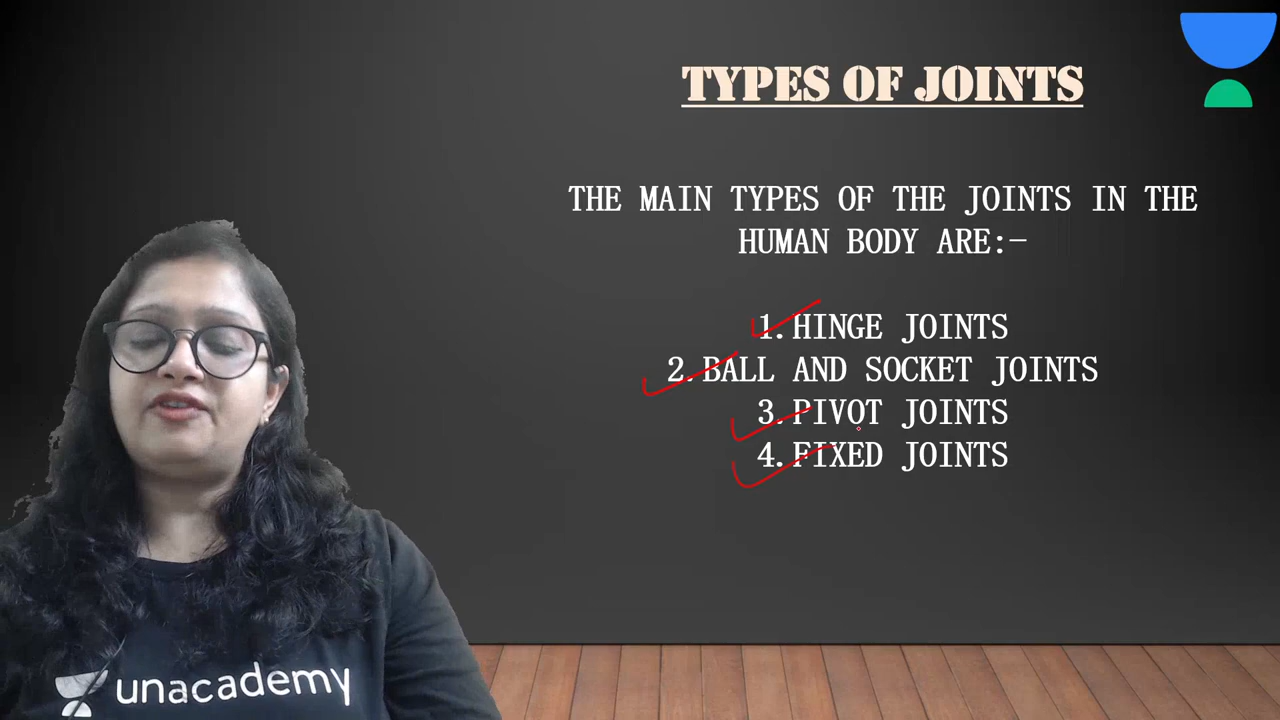 TYPES OF JOINTS
THE MAIN TYPES OF THE JOINTS IN THE
HUMAN BODY ARE:-
1. HINGE JOINTS
2. BALL AND SOCKET JOINTS
3. PIVOT JOINTS
4. FIXED JOINTS
unacademy